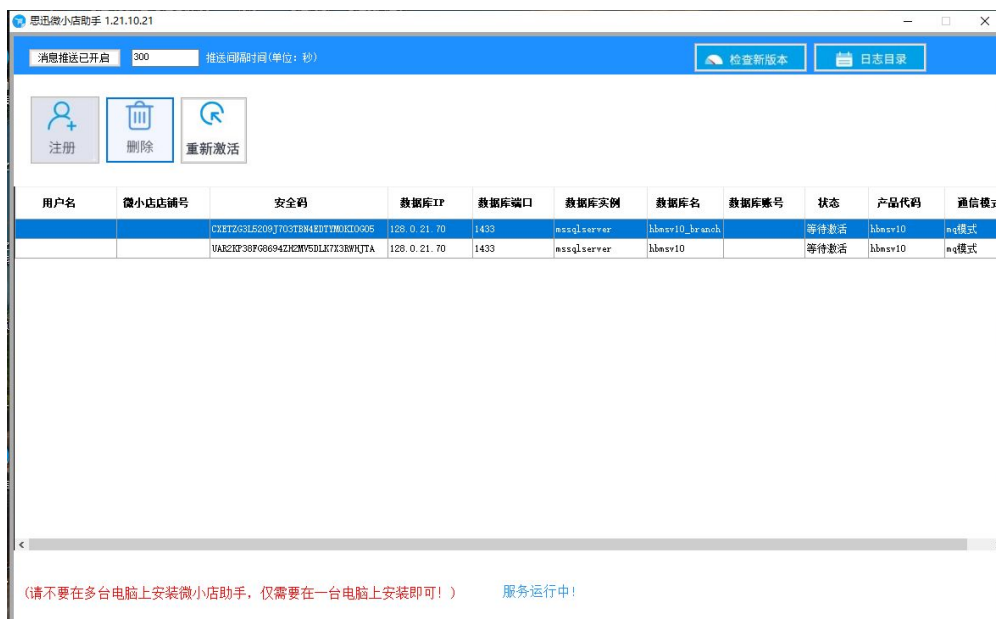 思迅微小店助手 1.21.10.21
消息推送已开启 300 推送间隔时间(单位：秒) 检查新版本 日志目录
注册 删除 重新激活
用户名 微小店店铺号 安全码 数据库IP 数据库端口 数据库实例 数据库名 数据库账号 状态 产品代码 通信模式
CXETZG3L5209J703TBN4EDTYMOKIOG05 128.0.21.70 1433 mssqlserver hbmsv10_branch 等待激活 hbmsv10 mq模式
UAR2KP38FG8694ZH2MV5DLK7X3RWHJTA 128.0.21.70 1433 mssqlserver hbmsv10 等待激活 hbmsv10 mq模式
(请不要在多台电脑上安装微小店助手，仅需要在一台电脑上安装即可！) 服务运行中！